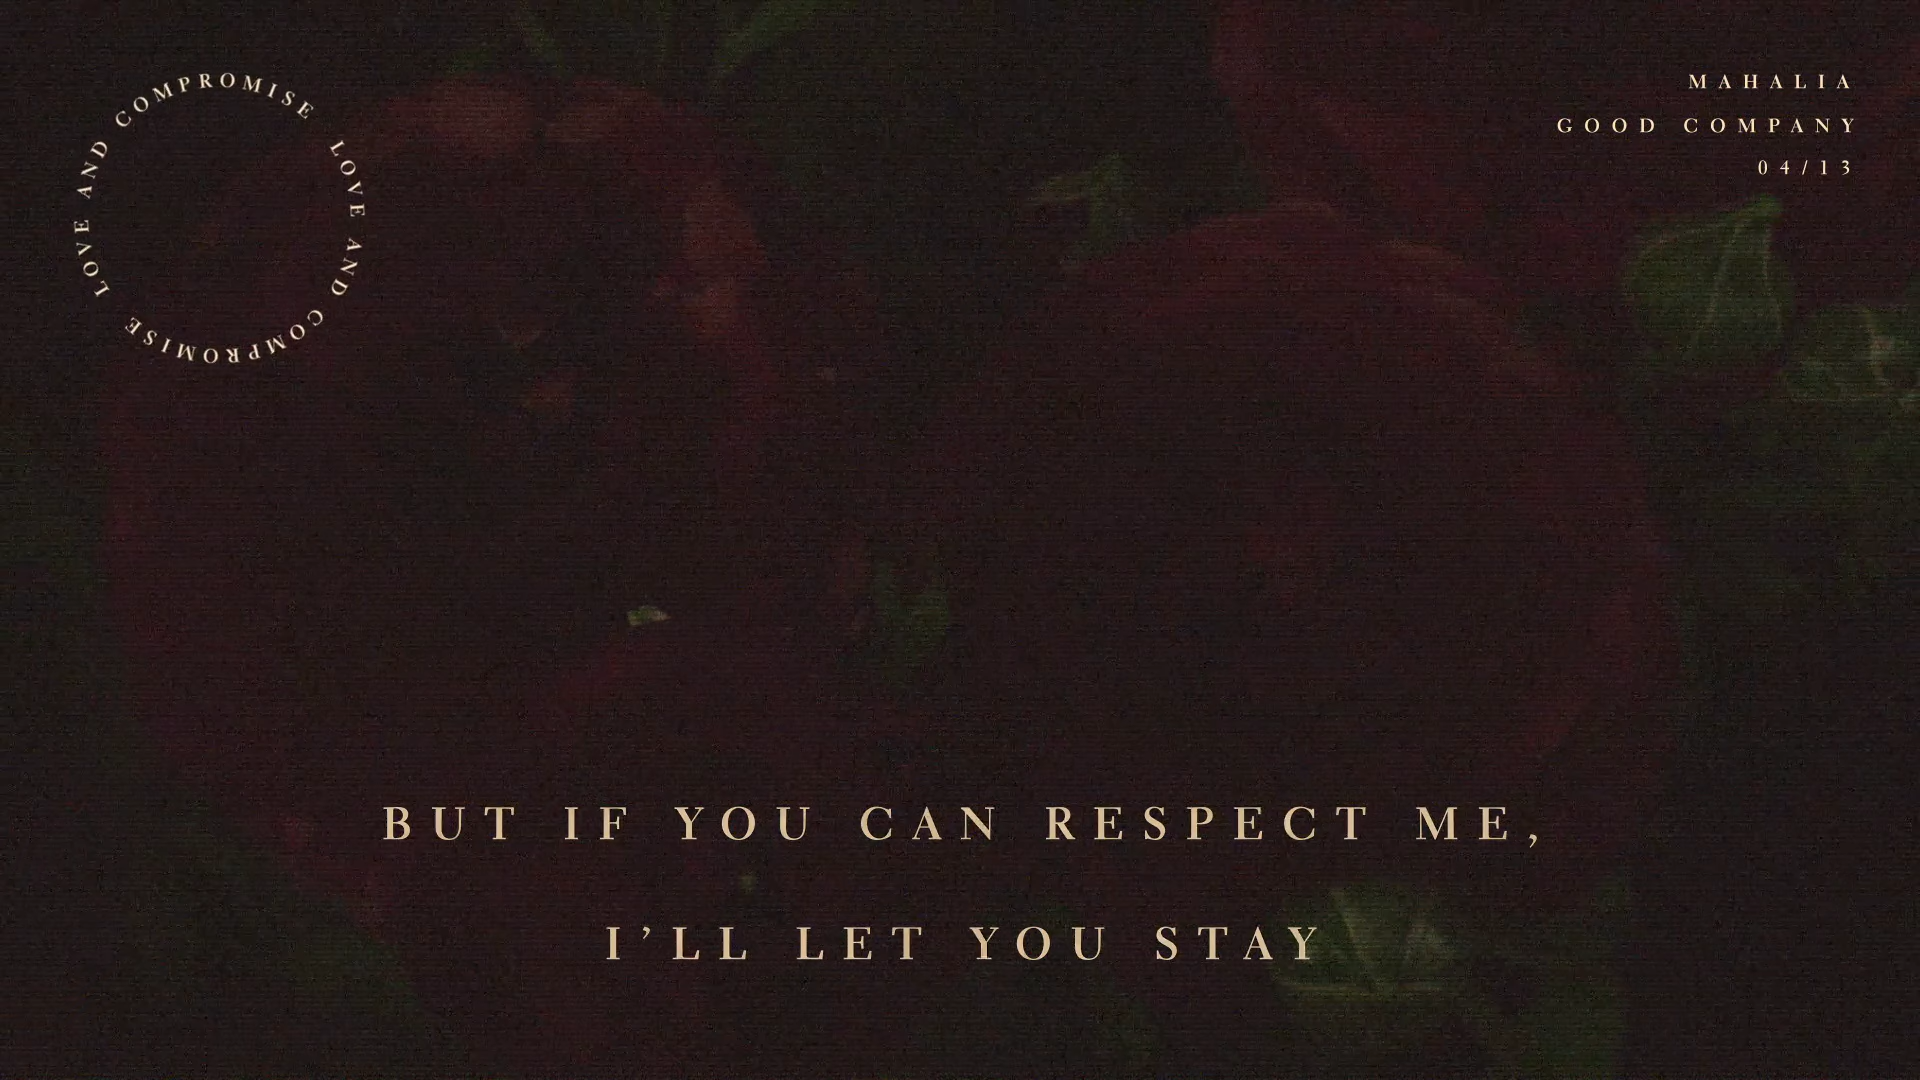 LOVE AND COMPROMISE LOVE AND COMPROMISE
MAHALIA
GOOD COMPANY
04/13
BUT IF YOU CAN RESPECT ME,
I’LL LET YOU STAY